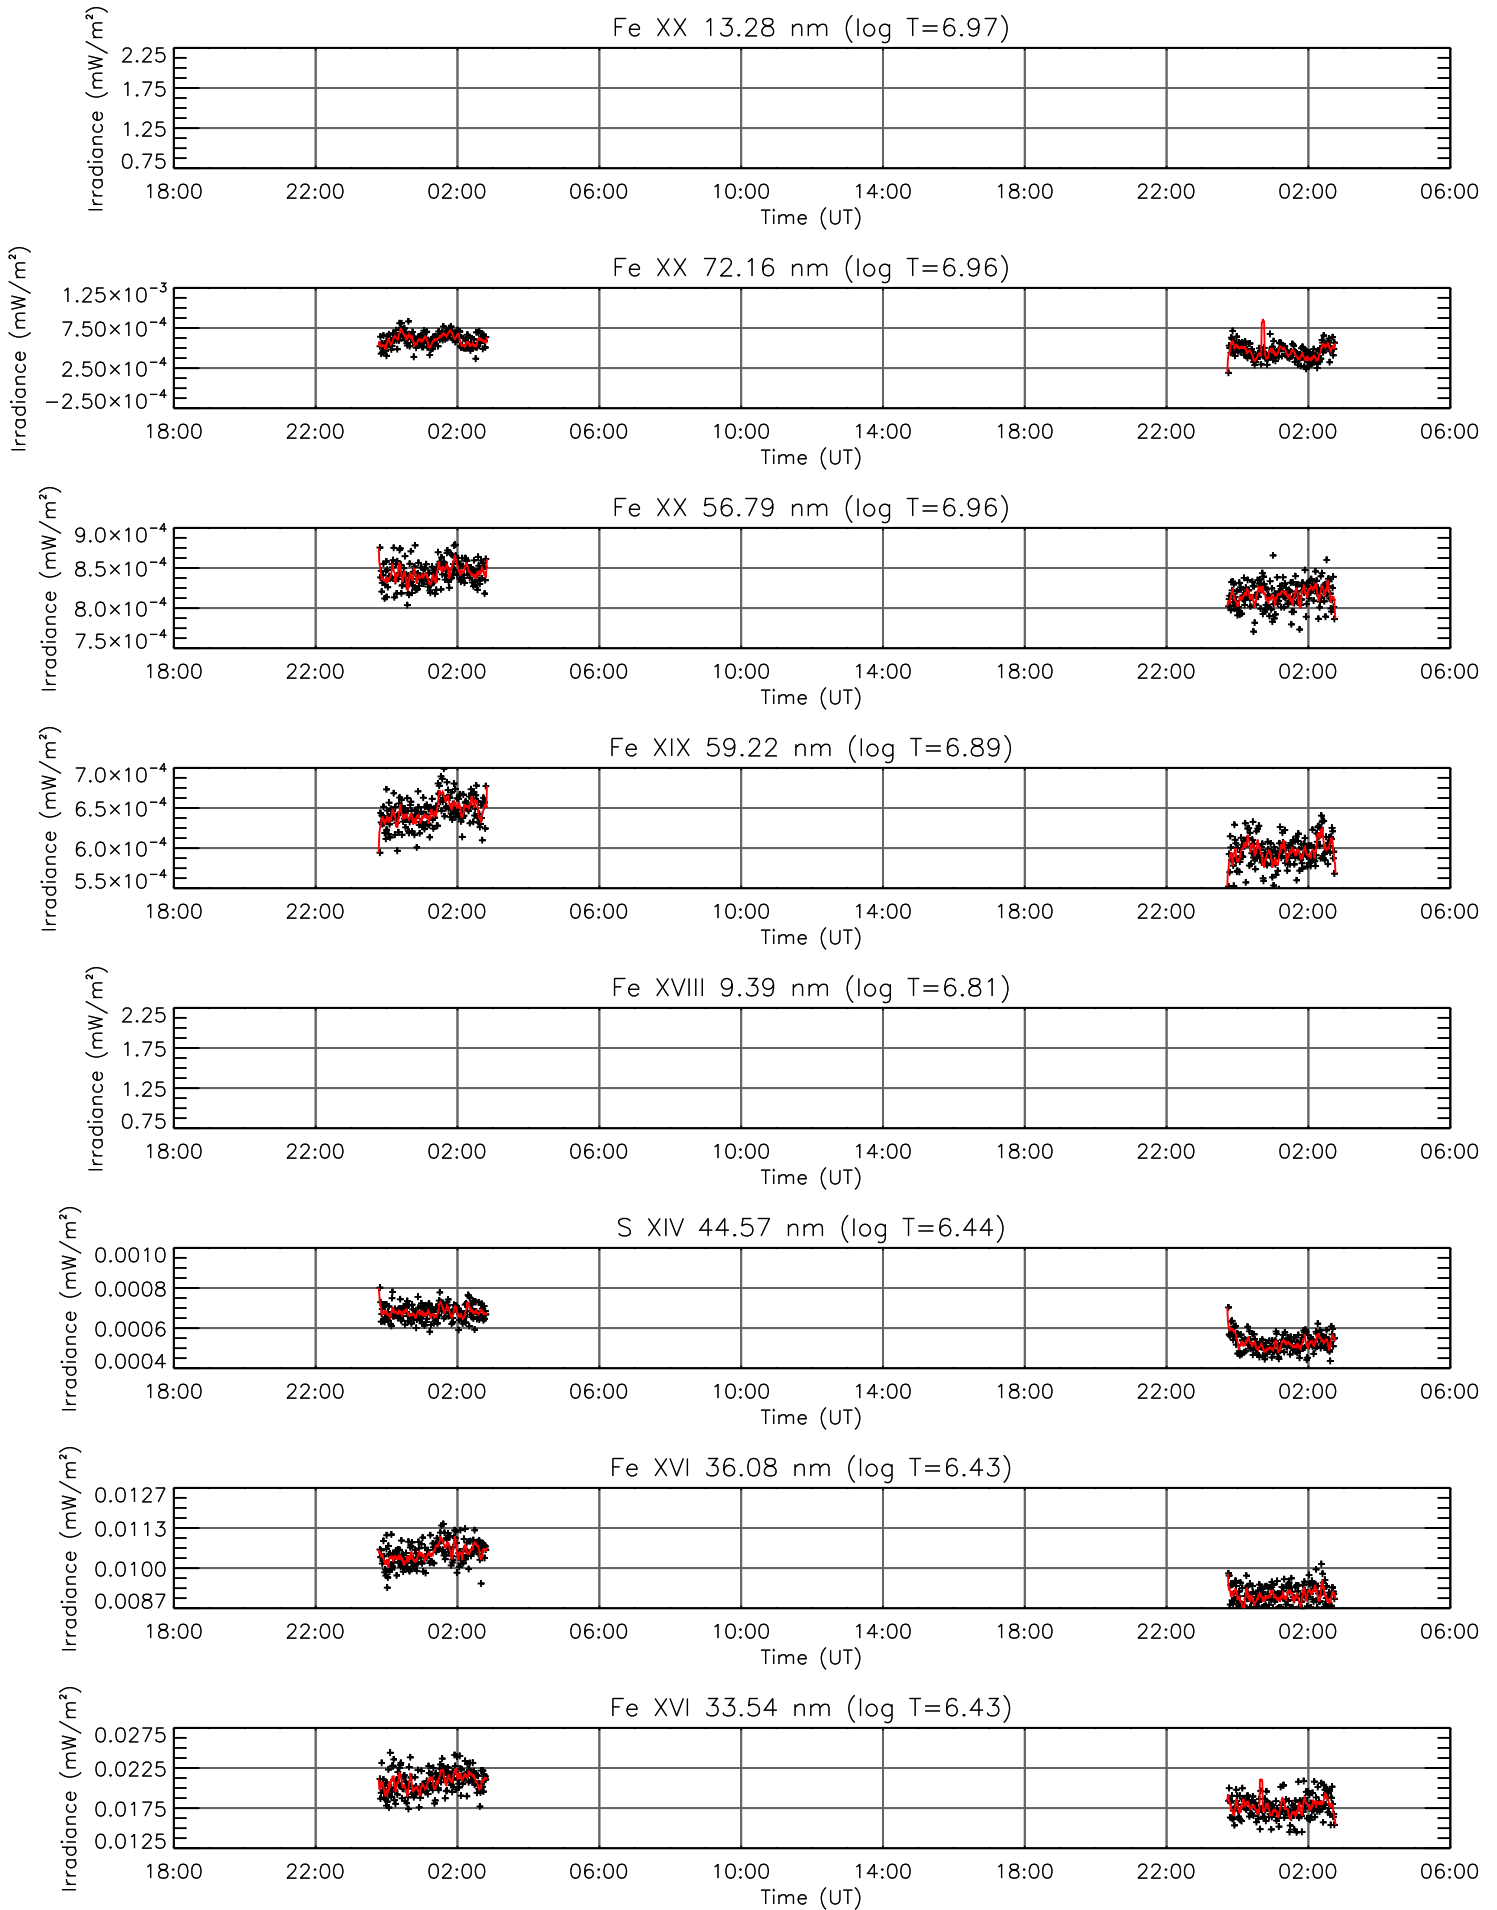 Fe XX 13.28 nm (log T=6.97)
Irradiance (mW/m²)
2.25
1.75
1.25
0.75
18:00 22:00 02:00 06:00 10:00 14:00 18:00 22:00 02:00 06:00
Time (UT)
Fe XX 72.16 nm (log T=6.96)
Irradiance (mW/m²)
1.25×10⁻³
7.50×10⁻⁴
2.50×10⁻⁴
−2.50×10⁻⁴
18:00 22:00 02:00 06:00 10:00 14:00 18:00 22:00 02:00 06:00
Time (UT)
Fe XX 56.79 nm (log T=6.96)
Irradiance (mW/m²)
9.0×10⁻⁴
8.5×10⁻⁴
8.0×10⁻⁴
7.5×10⁻⁴
18:00 22:00 02:00 06:00 10:00 14:00 18:00 22:00 02:00 06:00
Time (UT)
Fe XIX 59.22 nm (log T=6.89)
Irradiance (mW/m²)
7.0×10⁻⁴
6.5×10⁻⁴
6.0×10⁻⁴
5.5×10⁻⁴
18:00 22:00 02:00 06:00 10:00 14:00 18:00 22:00 02:00 06:00
Time (UT)
Fe XVIII 9.39 nm (log T=6.81)
Irradiance (mW/m²)
2.25
1.75
1.25
0.75
18:00 22:00 02:00 06:00 10:00 14:00 18:00 22:00 02:00 06:00
Time (UT)
S XIV 44.57 nm (log T=6.44)
Irradiance (mW/m²)
0.0010
0.0008
0.0006
0.0004
18:00 22:00 02:00 06:00 10:00 14:00 18:00 22:00 02:00 06:00
Time (UT)
Fe XVI 36.08 nm (log T=6.43)
Irradiance (mW/m²)
0.0127
0.0113
0.0100
0.0087
18:00 22:00 02:00 06:00 10:00 14:00 18:00 22:00 02:00 06:00
Time (UT)
Fe XVI 33.54 nm (log T=6.43)
Irradiance (mW/m²)
0.0275
0.0225
0.0175
0.0125
18:00 22:00 02:00 06:00 10:00 14:00 18:00 22:00 02:00 06:00
Time (UT)